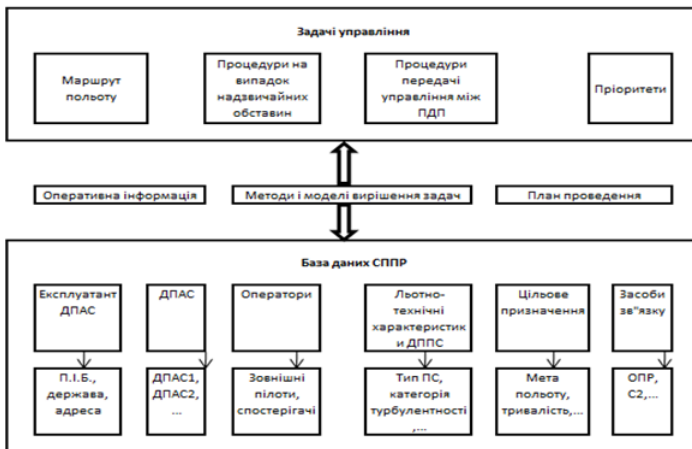 Задачі управління
Маршрут
польоту
Процедури на
випадок
надзвичайних
обставин
Процедури
передачі
управління між
ПДП
Пріоритети
Оперативна інформація
Методи і моделі вирішення задач
План проведення
База даних СППР
Експлуатант
ДПАС
ДПАС
Оператори
Льотно-
технічні
характеристик
и ДППС
Цільове
призначення
Засоби
зв"язку
П.І.Б.,
держава,
адреса
ДПАС1,
ДПАС2,
...
Зовнішні
пілоти,
спостерігачі
Тип ПС,
категорія
турбулентності
,...
Мета
польоту,
тривалість,...
ОПР,
С2,...